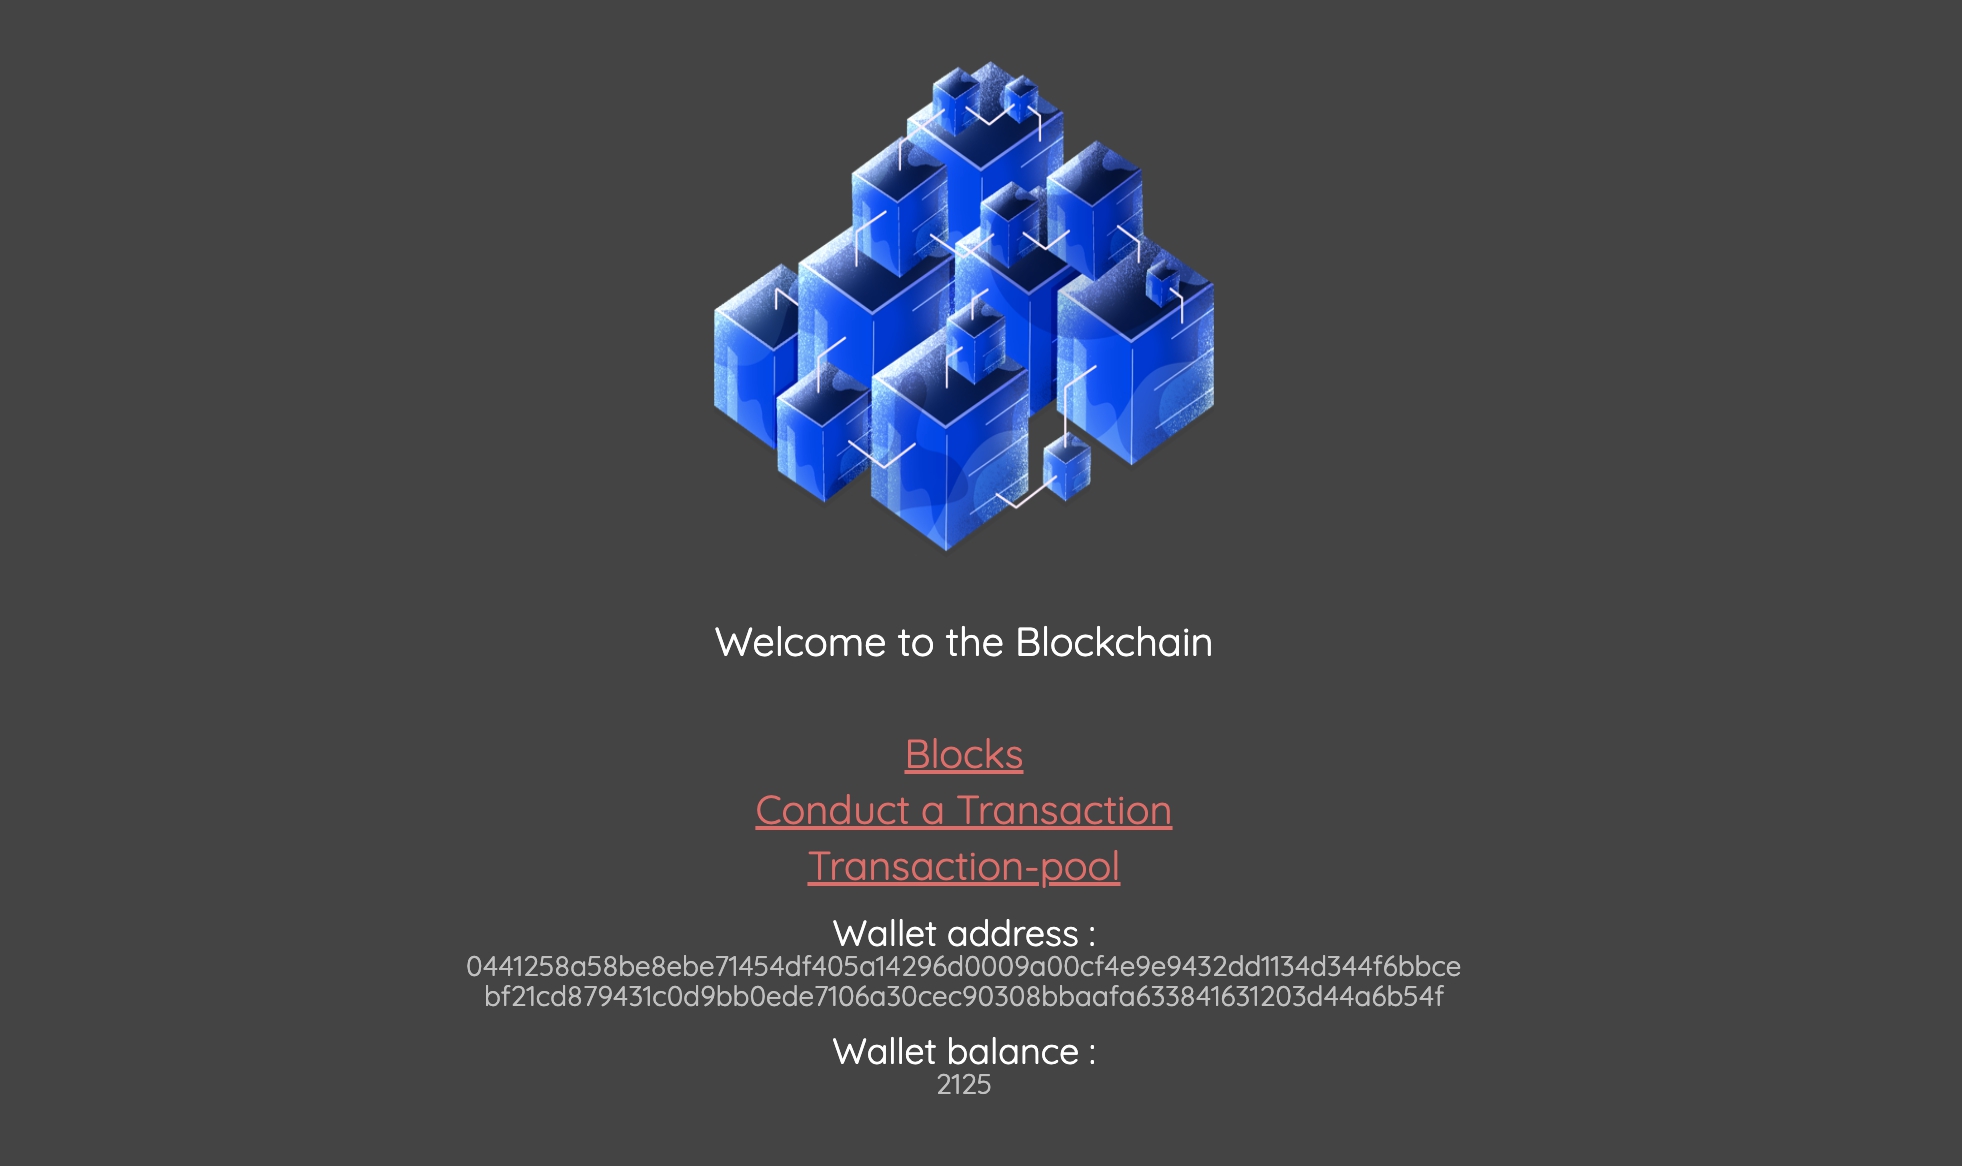 Welcome to the Blockchain
Blocks
Conduct a Transaction
Transaction-pool
Wallet address :
0441258a58be8ebe71454df405a14296d0009a00cf4e9e9432dd1134d344f6bbce
bf21cd879431c0d9bb0ede7106a30cec90308bbaafa633841631203d44a6b54f
Wallet balance :
2125